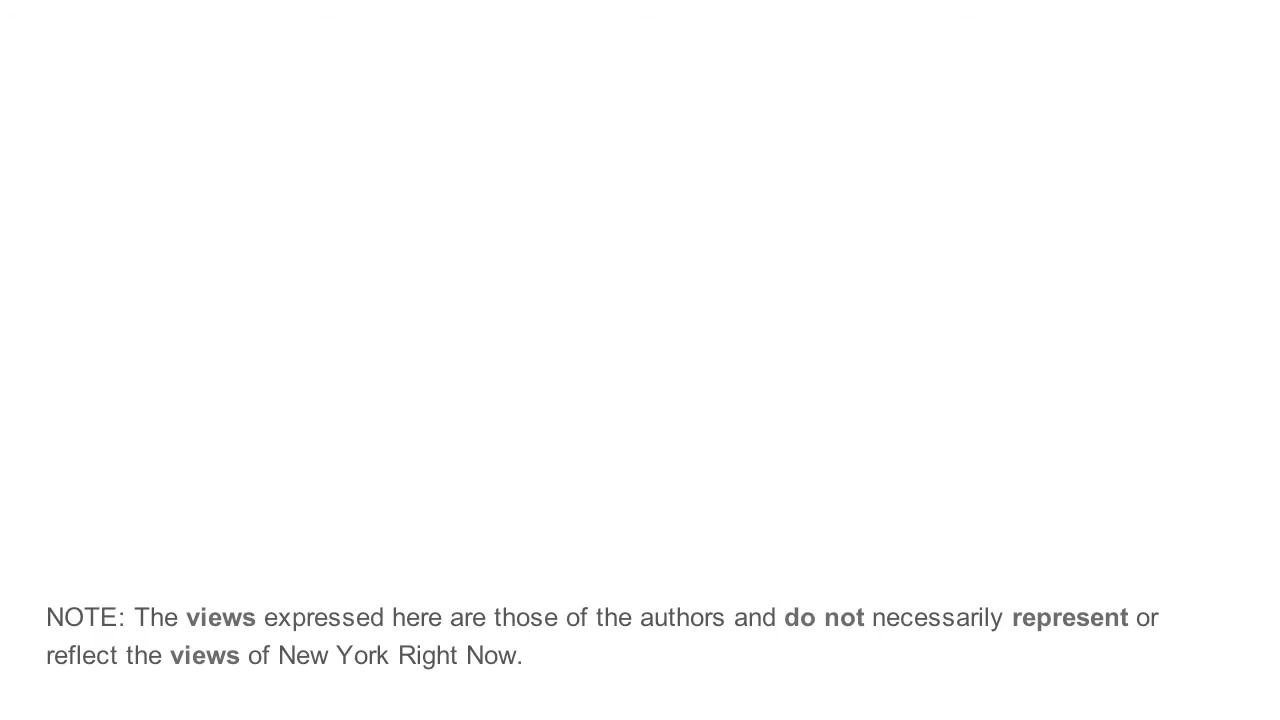 NOTE: The views expressed here are those of the authors and do not necessarily represent or
reflect the views of New York Right Now.